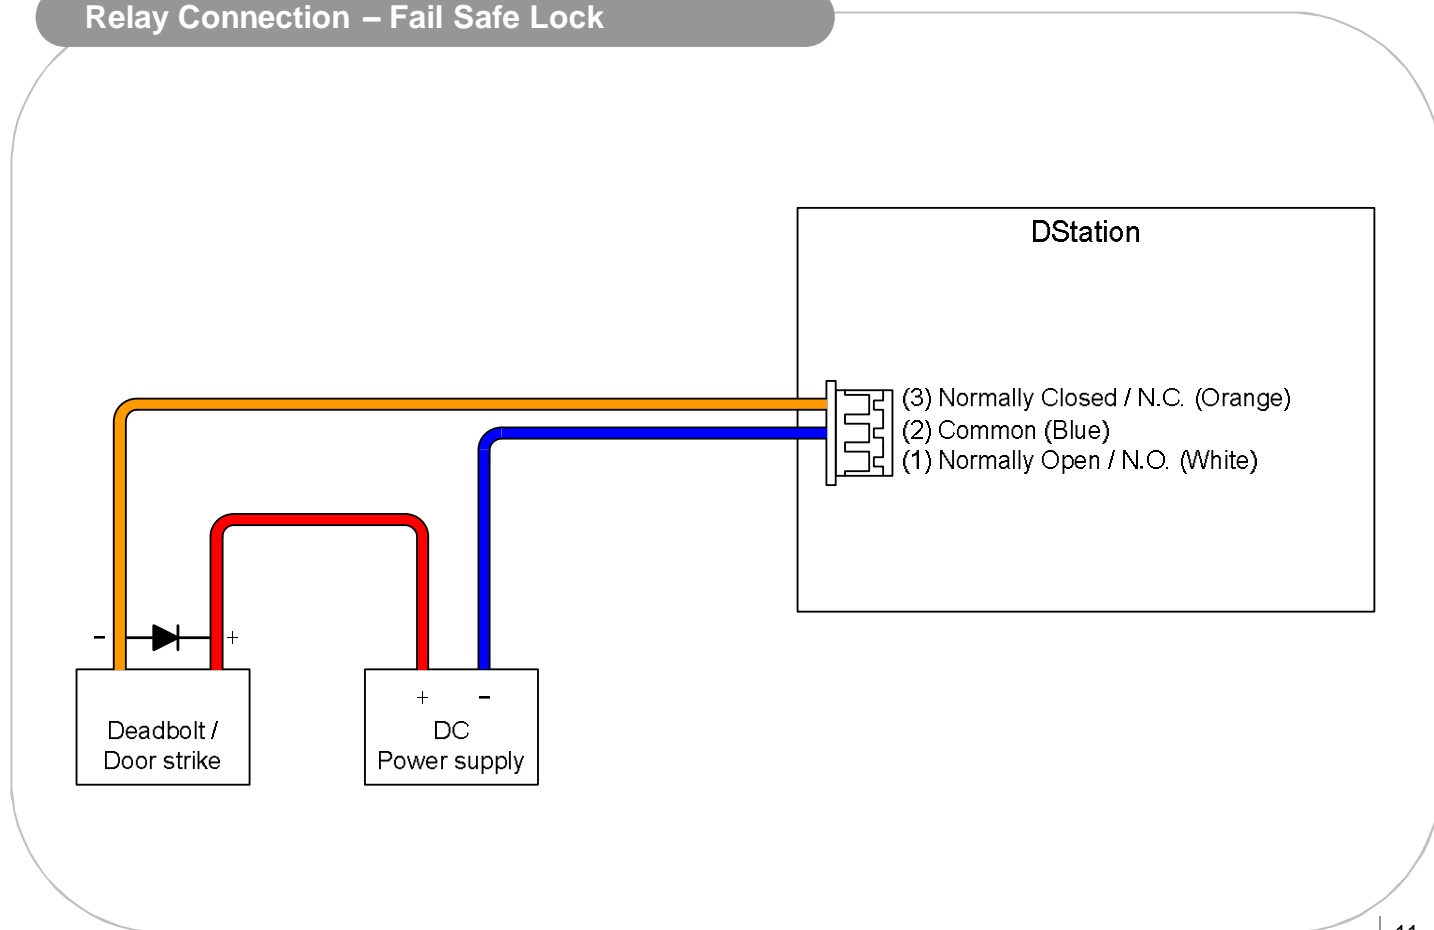 Relay Connection – Fail Safe Lock
DStation
(3) Normally Closed / N.C. (Orange)
(2) Common (Blue)
(1) Normally Open / N.O. (White)
- +
+ -
Deadbolt /
Door strike
DC
Power supply
11